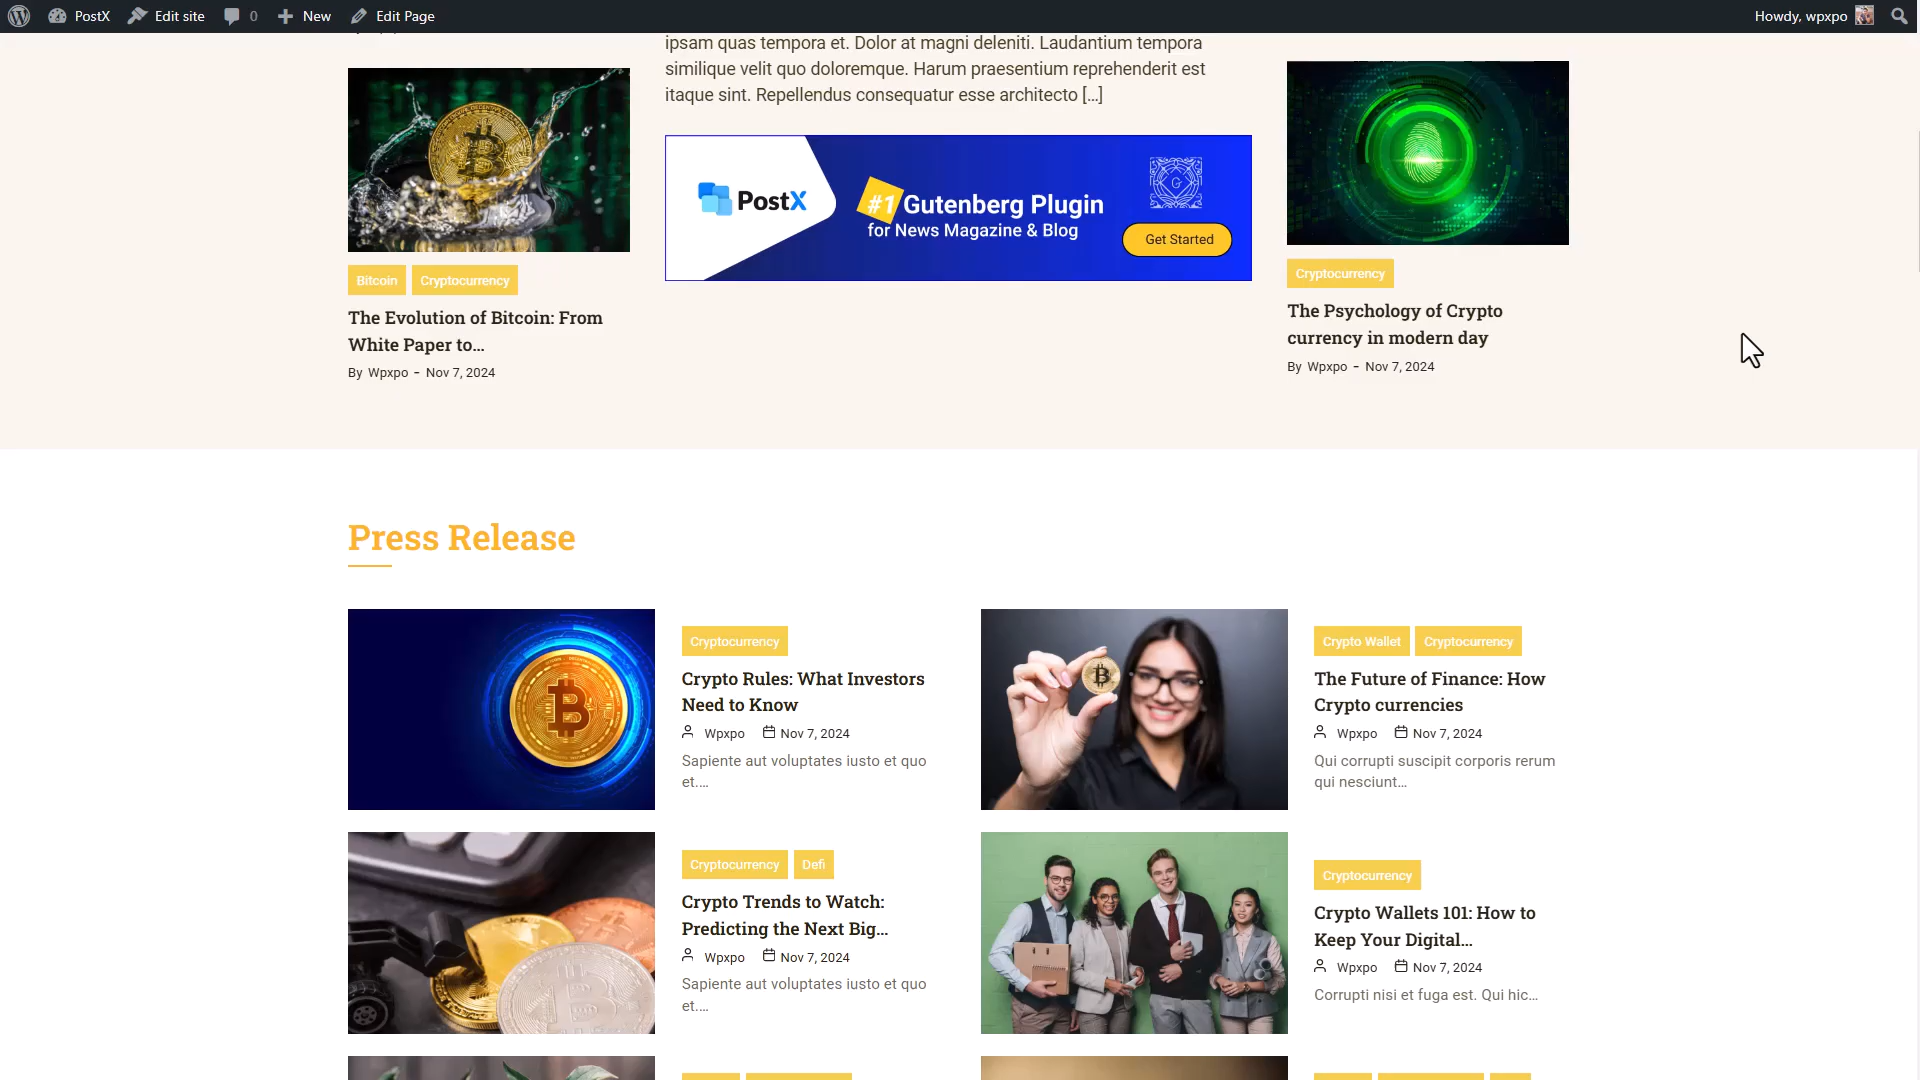 PostX
Edit site
0
New
Edit Page
Howdy, wpxpo
ipsam quas tempora et. Dolor at magni deleniti. Laudantium tempora
similique velit quo doloremque. Harum praesentium reprehenderit est
itaque sint. Repellendus consequatur esse architecto […]
PostX
#1 Gutenberg Plugin
for News Magazine & Blog
G
Get Started
Bitcoin
Cryptocurrency
The Evolution of Bitcoin: From
White Paper to...
By Wpxpo - Nov 7, 2024
Cryptocurrency
The Psychology of Crypto
currency in modern day
By Wpxpo - Nov 7, 2024
Press Release
Cryptocurrency
Crypto Rules: What Investors
Need to Know
Wpxpo Nov 7, 2024
Sapiente aut voluptates iusto et quo
et....
Crypto Wallet
Cryptocurrency
The Future of Finance: How
Crypto currencies
Wpxpo Nov 7, 2024
Qui corrupti suscipit corporis rerum
qui nesciunt...
Cryptocurrency
Defi
Crypto Trends to Watch:
Predicting the Next Big...
Wpxpo Nov 7, 2024
Sapiente aut voluptates iusto et quo
et....
Cryptocurrency
Crypto Wallets 101: How to
Keep Your Digital...
Wpxpo Nov 7, 2024
Corrupti nisi et fuga est. Qui hic...